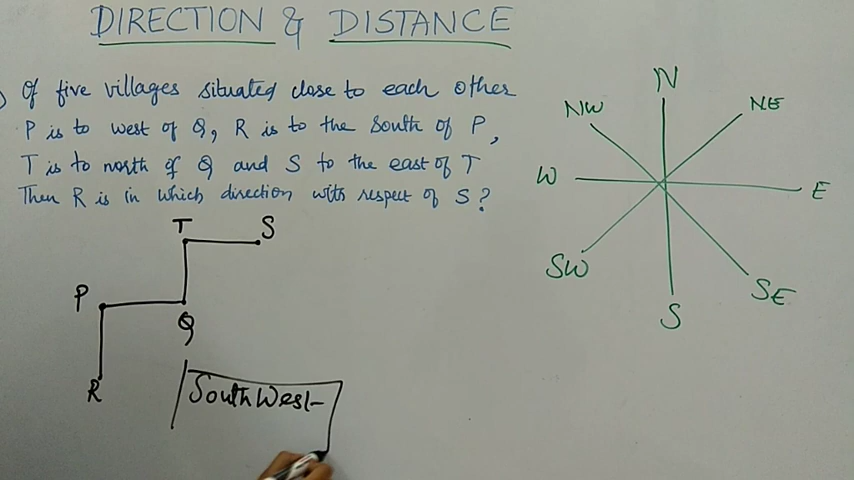 DIRECTION & DISTANCE
Of five villages situated close to each other
P is to west of Q, R is to the South of P,
T is to north of Q and S to the east of T
Then R is in which direction with respect of S?
N
NW
NE
W
E
SW
SE
S
T
S
P
Q
R
South West